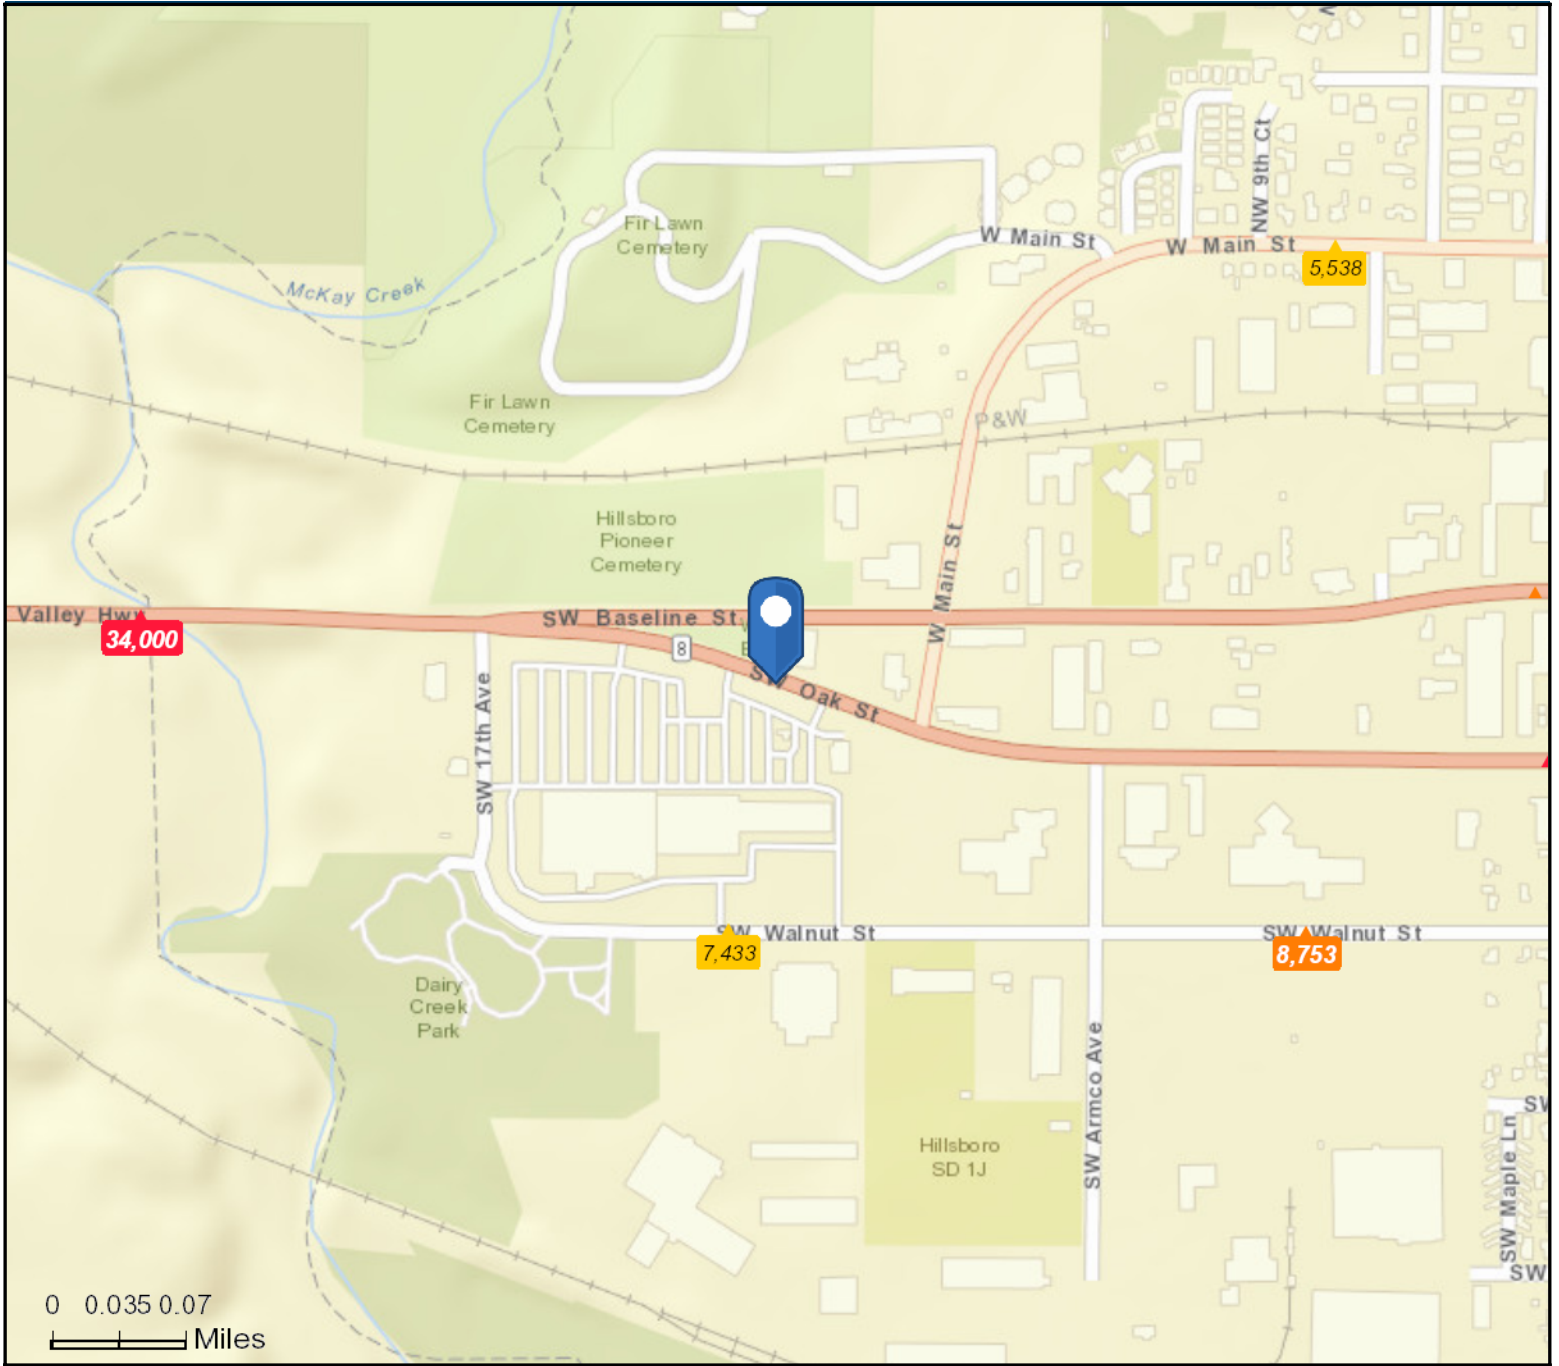 NW 9th Ct
Fir Lawn
Cemetery
W Main St
W Main St
5,538
McKay Creek
Fir Lawn
Cemetery
P&W
Hillsboro
Pioneer
Cemetery
W Main St
Valley Hwy
34,000
SW Baseline St
8
SW Oak St
SW 17th Ave
SW Walnut St
7,433
SW Walnut St
8,753
Dairy
Creek
Park
SW Armco Ave
Hillsboro
SD 1J
SW Maple Ln
SW
0 0.035 0.07
Miles